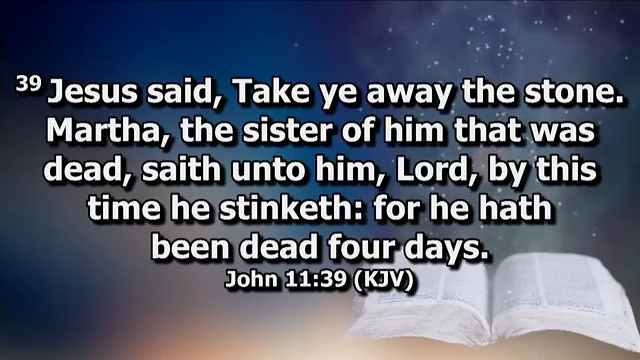 39 Jesus said, Take ye away the stone.
Martha, the sister of him that was
dead, saith unto him, Lord, by this
time he stinketh: for he hath
been dead four days.
John 11:39 (KJV)